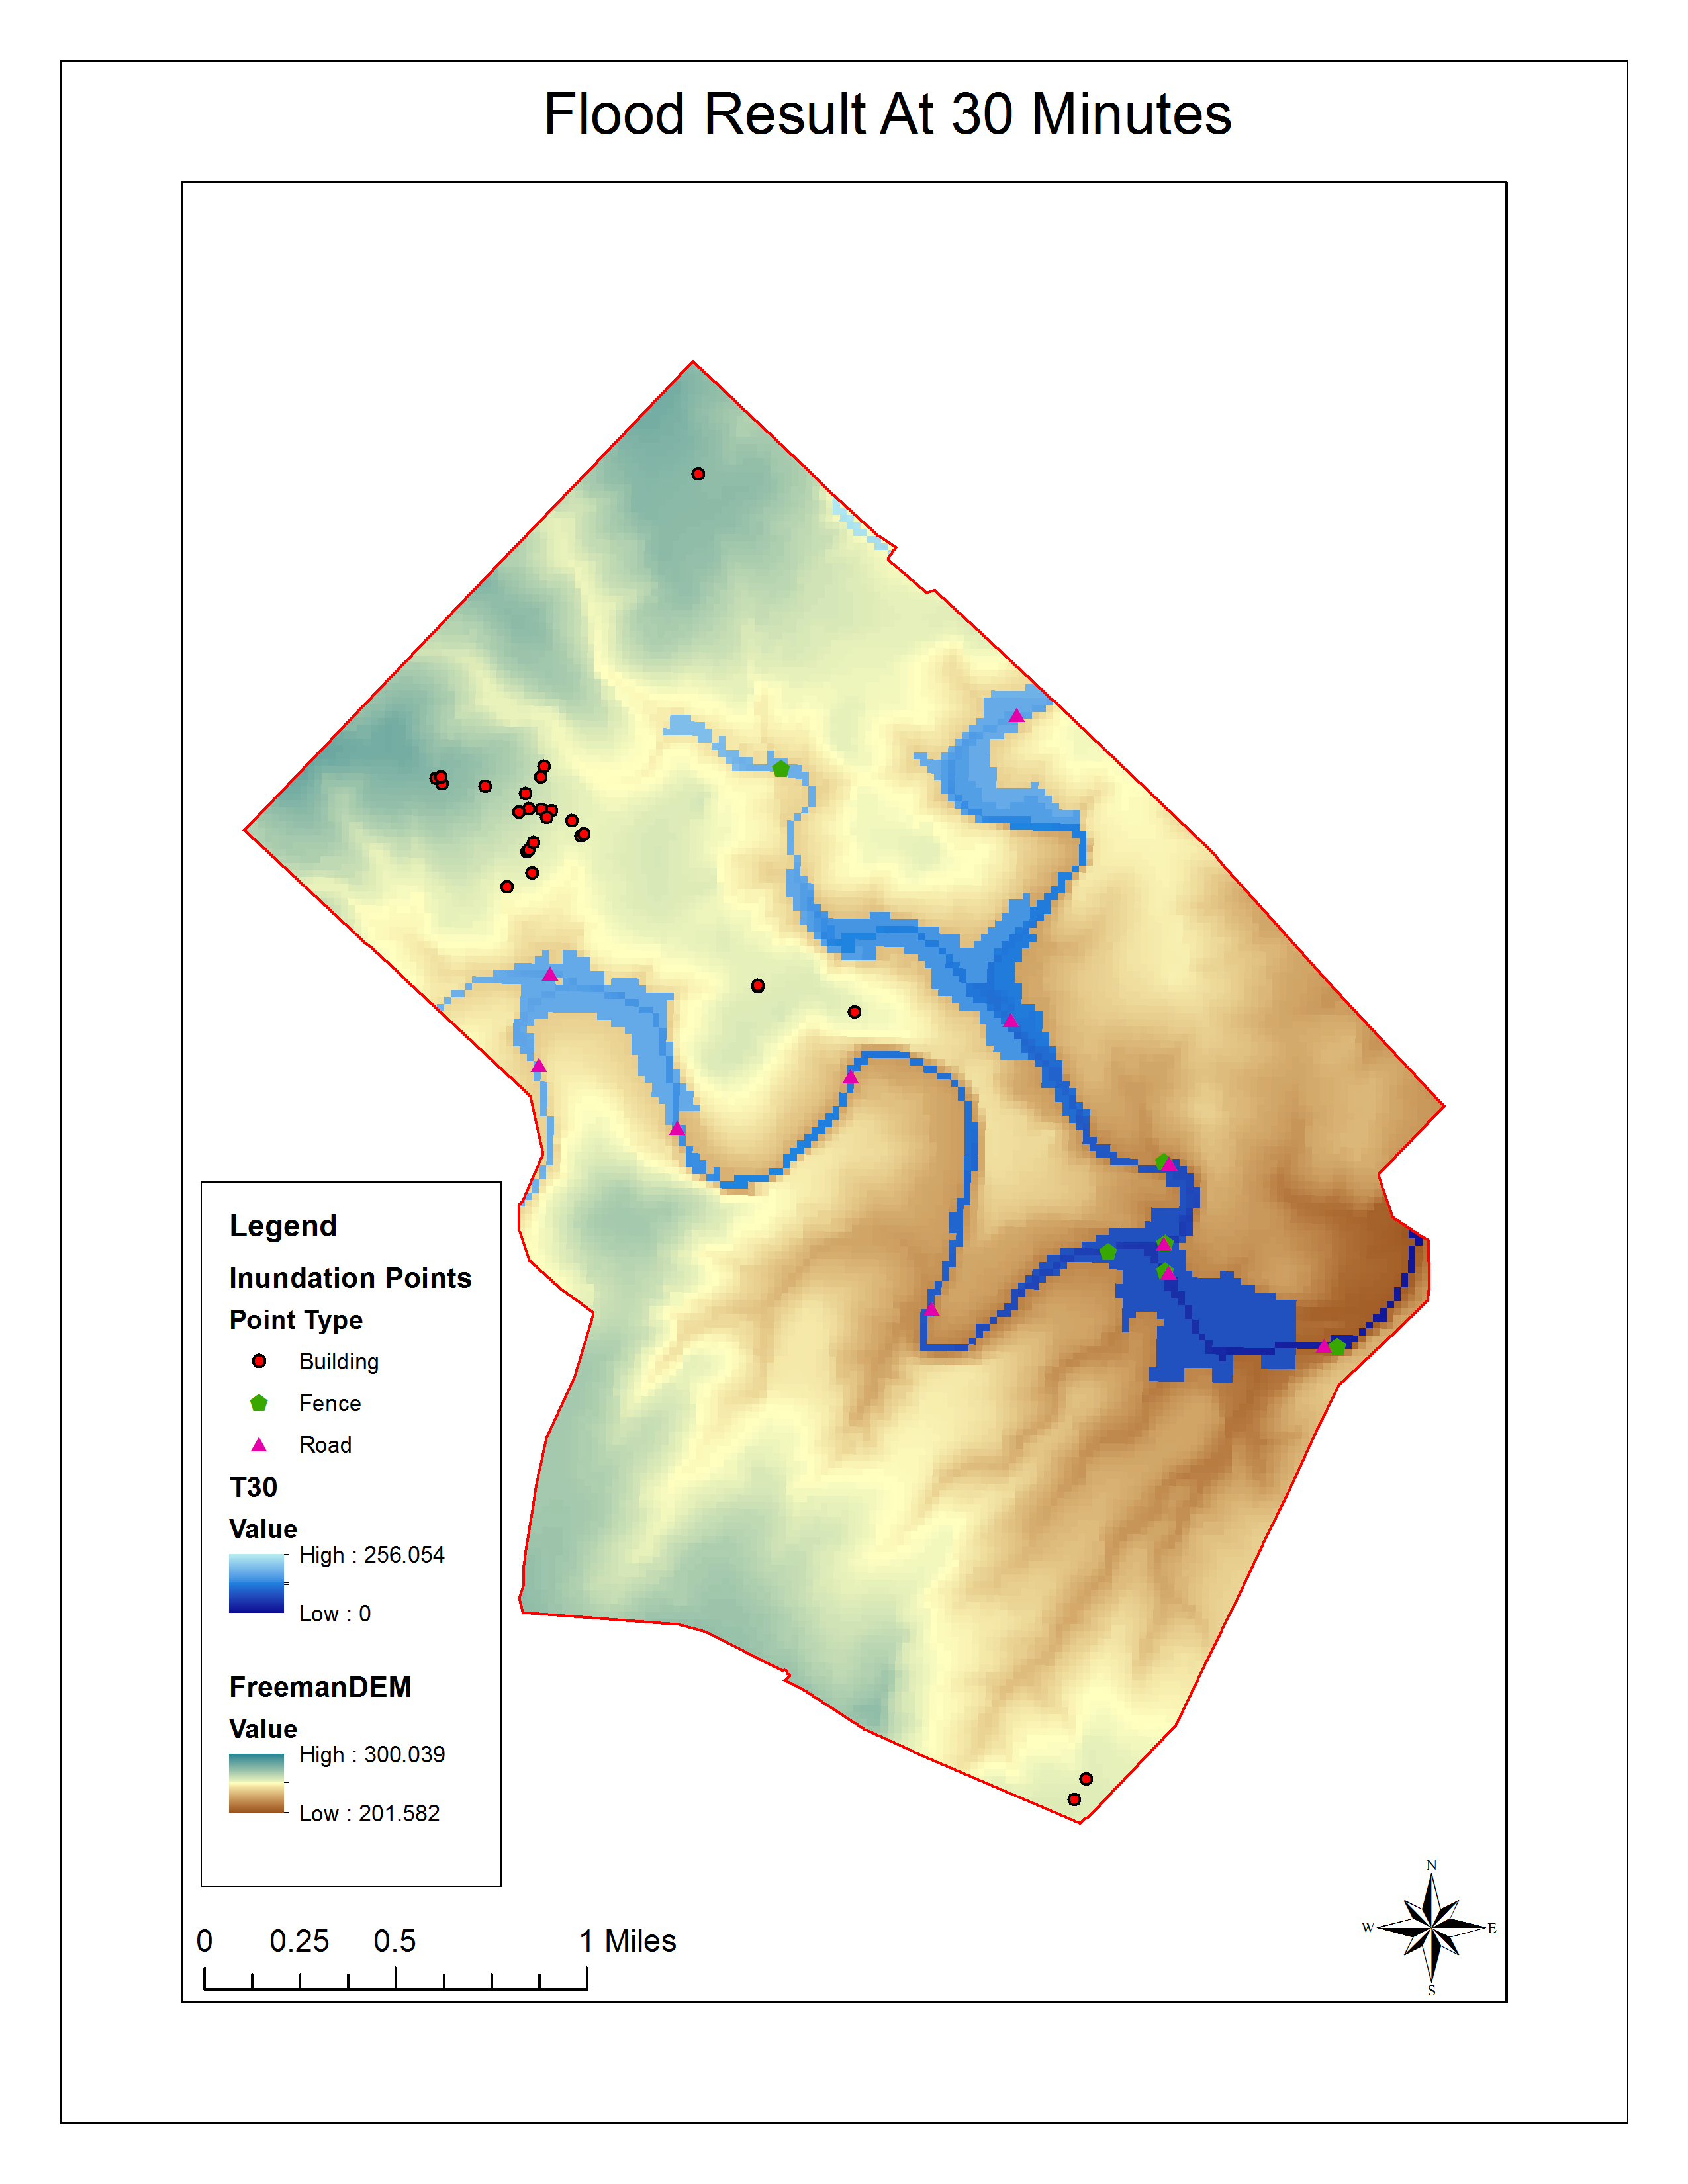 Flood Result At 30 Minutes
Legend
Inundation Points
Point Type
Building
Fence
Road
T30
Value
High : 256.054
Low : 0
FreemanDEM
Value
High : 300.039
Low : 201.582
0 0.25 0.5 1 Miles
N
W E
S